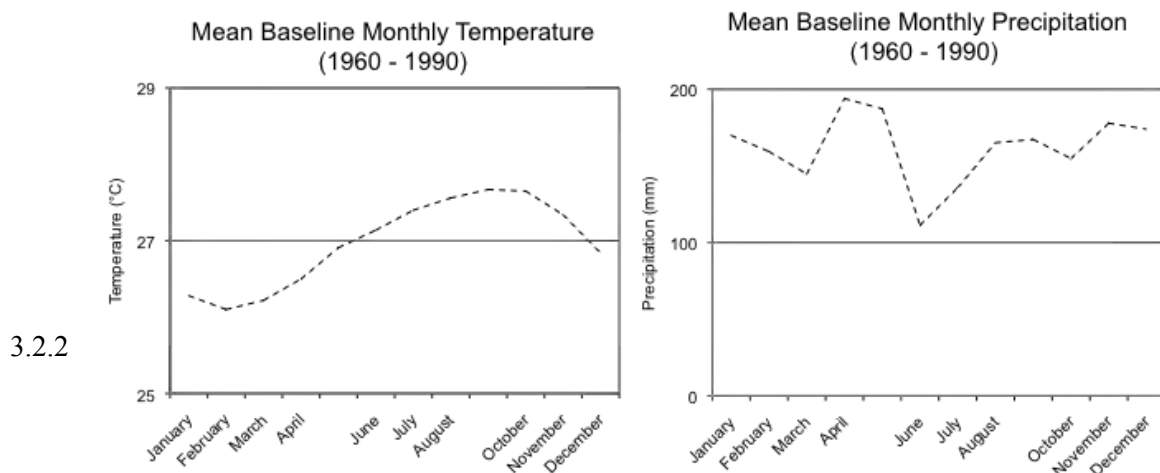 Mean Baseline Monthly Temperature
(1960 - 1990)
29
27
25
Temperature (°C)
January
February
March
April
June
July
August
October
November
December
Mean Baseline Monthly Precipitation
(1960 - 1990)
200
100
0
Precipitation (mm)
January
February
March
April
June
July
August
October
November
December
3.2.2